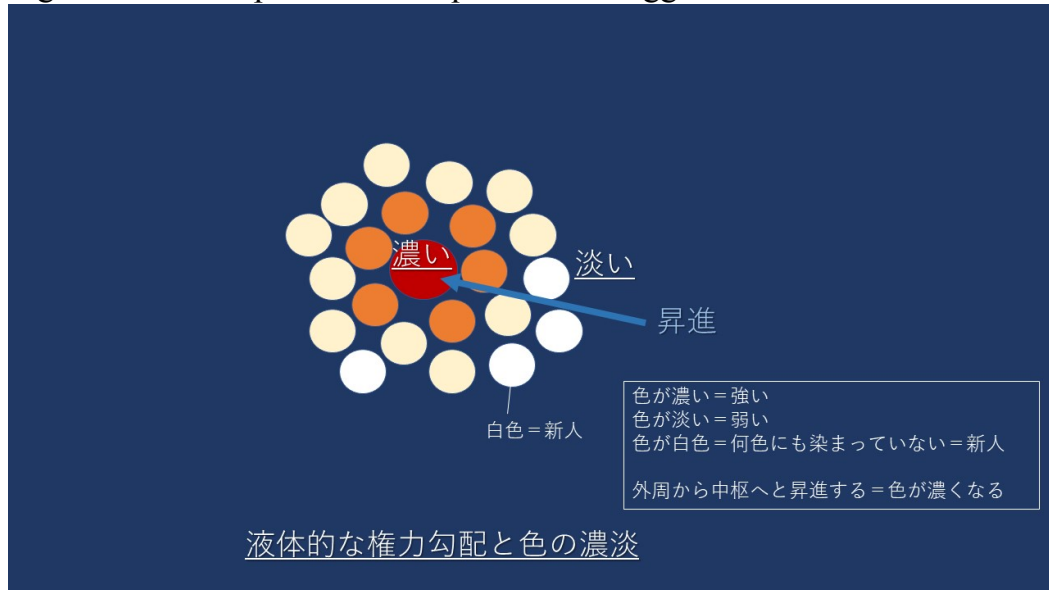 濃い
淡い
昇進
白色＝新人
色が濃い＝強い
色が淡い＝弱い
色が白色＝何色にも染まっていない＝新人
外周から中枢へと昇進する＝色が濃くなる
液体的な権力勾配と色の濃淡